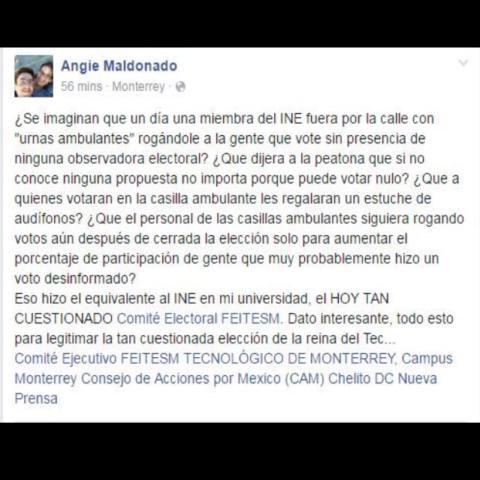 Angie Maldonado
56 mins · Monterrey ·
¿Se imaginan que un día una miembra del INE fuera por la calle con
"urnas ambulantes" rogándole a la gente que vote sin presencia de
ninguna observadora electoral? ¿Que dijera a la peatona que si no
conoce ninguna propuesta no importa porque puede votar nulo? ¿Que a
quienes votaran en la casilla ambulante les regalaran un estuche de
audífonos? ¿Que el personal de las casillas ambulantes siguiera rogando
votos aún después de cerrada la elección solo para aumentar el
porcentaje de participación de gente que muy probablemente hizo un
voto desinformado?
Eso hizo el equivalente al INE en mi universidad, el HOY TAN
CUESTIONADO Comité Electoral FEITESM. Dato interesante, todo esto
para legitimar la tan cuestionada elección de la reina del Tec...
Comité Ejecutivo FEITESM TECNOLÓGICO DE MONTERREY, Campus
Monterrey Consejo de Acciones por Mexico (CAM) Chelito DC Nueva
Prensa